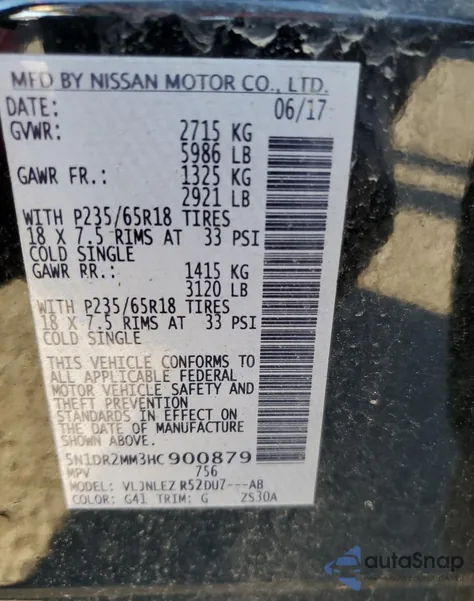 MFD BY NISSAN MOTOR CO., LTD.
DATE: 06/17
GVWR: 2715 KG
5986 LB
GAWR FR.: 1325 KG
2921 LB
WITH P235/65R18 TIRES
18 X 7.5 RIMS AT 33 PSI
COLD SINGLE
GAWR RR.: 1415 KG
3120 LB
WITH P235/65R18 TIRES
18 X 7.5 RIMS AT 33 PSI
COLD SINGLE
THIS VEHICLE CONFORMS TO
ALL APPLICABLE FEDERAL
MOTOR VEHICLE SAFETY AND
THEFT PREVENTION
STANDARDS IN EFFECT ON
THE DATE OF MANUFACTURE
SHOWN ABOVE.
5N1DR2MM3HC900879
MPV 756
MODEL: VLJNLEZ R52DUZ---AB
COLOR: G41 TRIM: G ZS30A
autoSnap